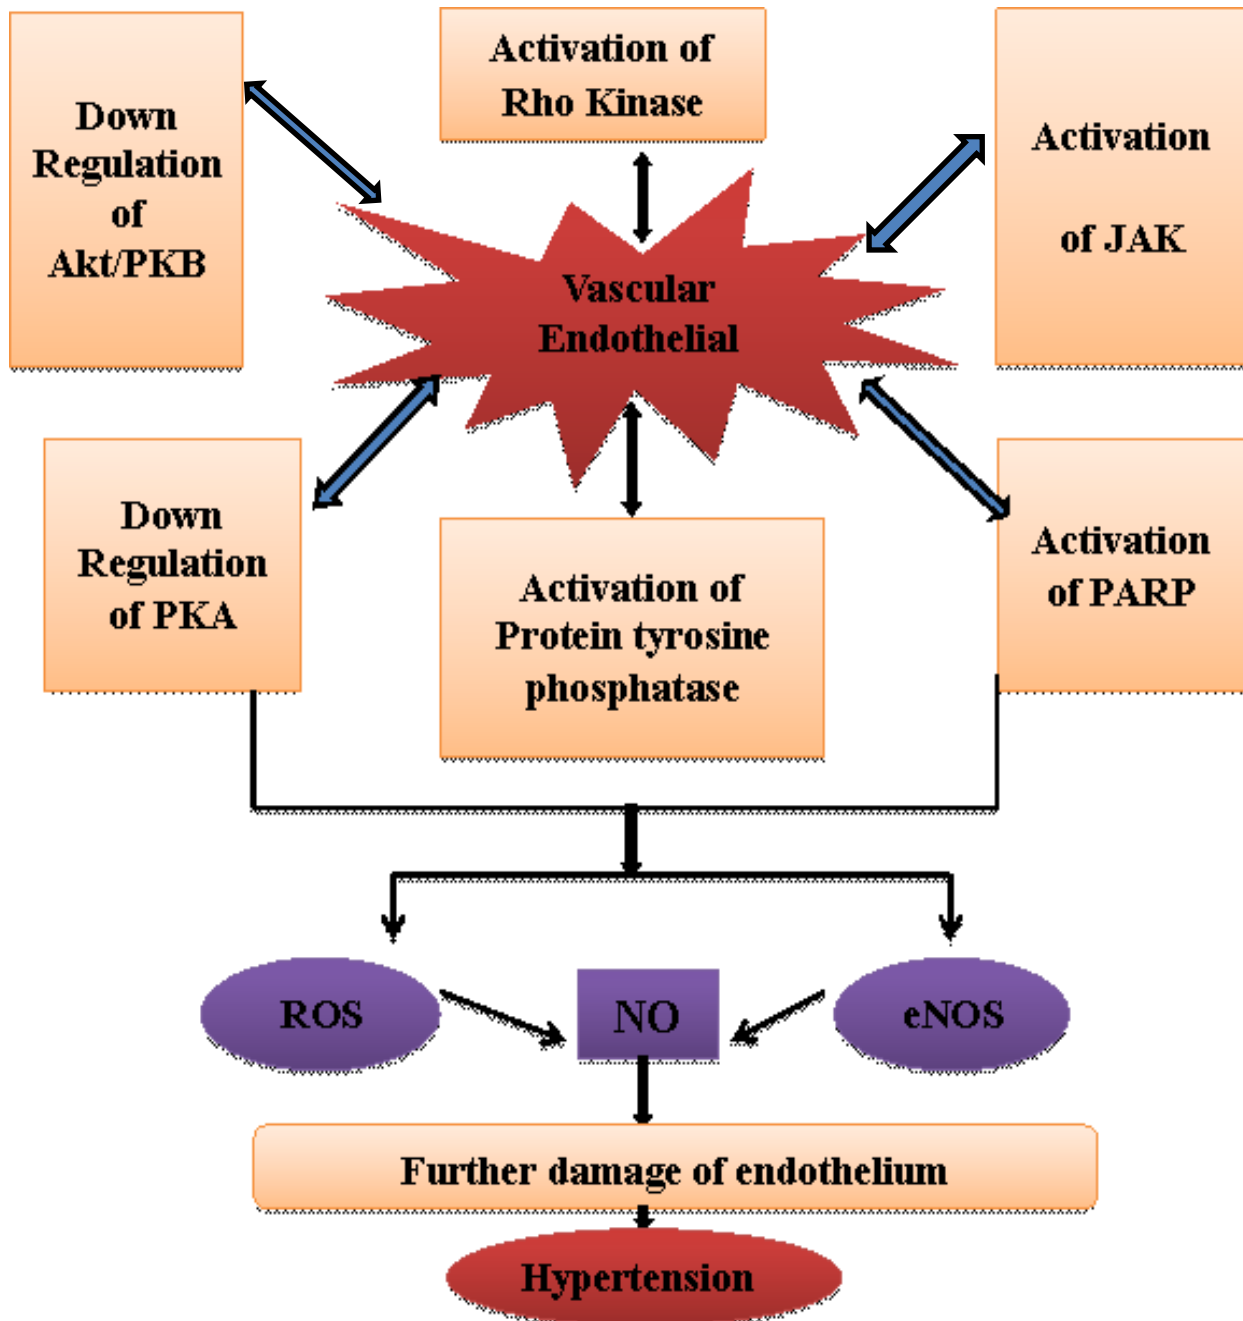 Activation of
Rho Kinase
Down
Regulation
of
Akt/PKB
Activation
of JAK
Vascular
Endothelial
Down
Regulation
of PKA
Activation of
Protein tyrosine
phosphatase
Activation
of PARP
ROS
NO
eNOS
Further damage of endothelium
Hypertension